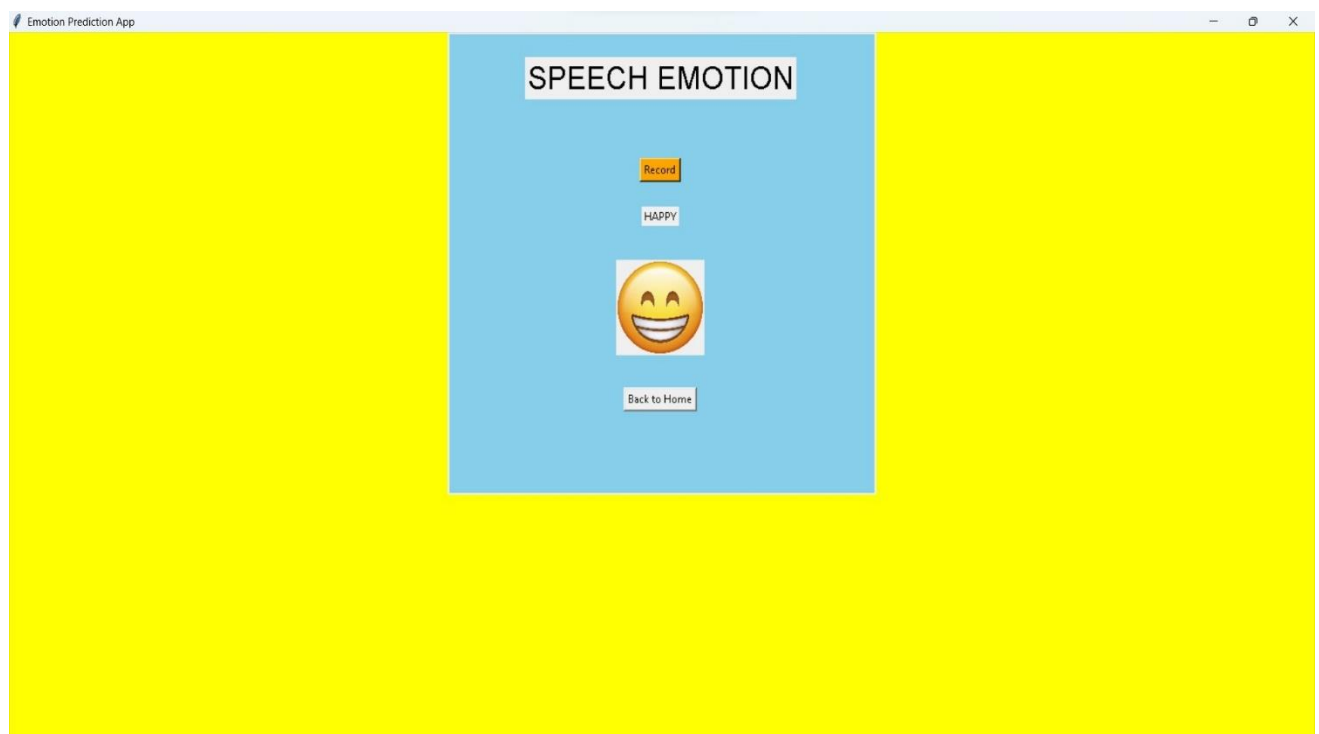 Emotion Prediction App
SPEECH EMOTION
Record
HAPPY
Back to Home